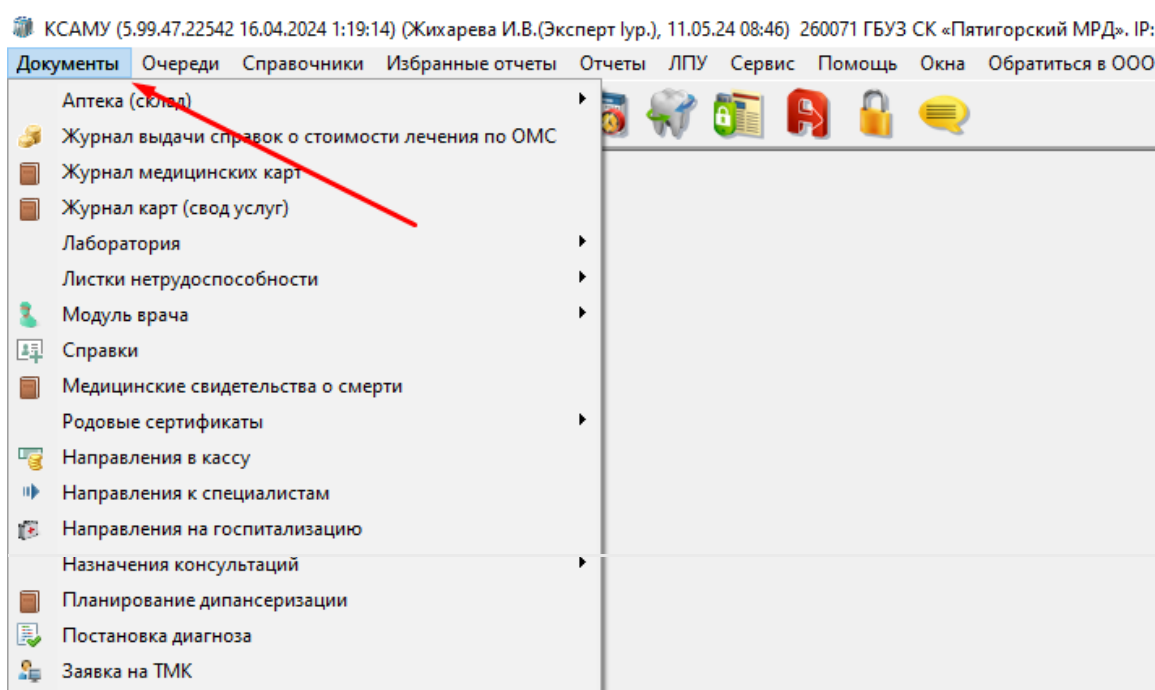 КСАМУ (5.99.47.22542 16.04.2024 1:19:14) (Жихарева И.В.(Эксперт Iур.), 11.05.24 08:46) 260071 ГБУЗ СК «Пятигорский МРД». IP:
Документы Очереди Справочники Избранные отчеты Отчеты ЛПУ Сервис Помощь Окна Обратиться в ООО
Аптека (склад)
Журнал выдачи справок о стоимости лечения по ОМС
Журнал медицинских карт
Журнал карт (свод услуг)
Лаборатория
Листки нетрудоспособности
Модуль врача
Справки
Медицинские свидетельства о смерти
Родовые сертификаты
Направления в кассу
Направления к специалистам
Направления на госпитализацию
Назначения консультаций
Планирование дипансеризации
Постановка диагноза
Заявка на ТМК